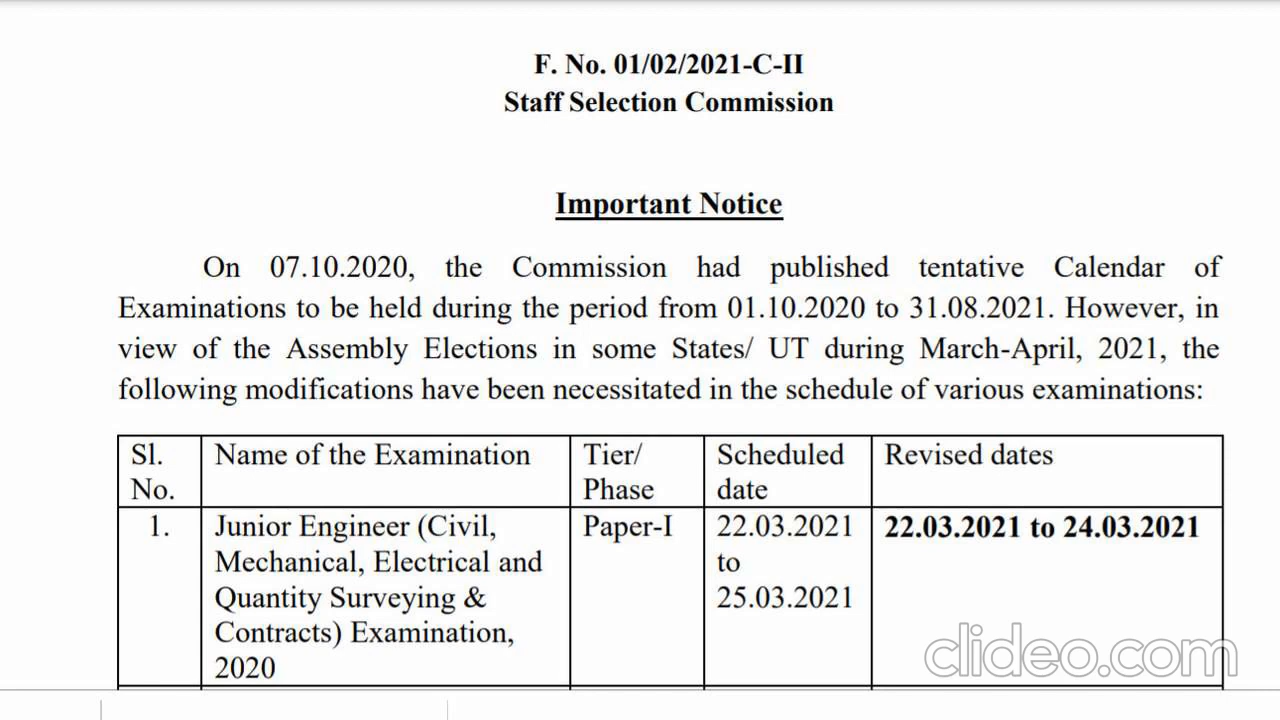 F. No. 01/02/2021-C-II
Staff Selection Commission
Important Notice
On 07.10.2020, the Commission had published tentative Calendar of
Examinations to be held during the period from 01.10.2020 to 31.08.2021. However, in
view of the Assembly Elections in some States/ UT during March-April, 2021, the
following modifications have been necessitated in the schedule of various examinations:
Sl. No. Name of the Examination Tier/ Phase Scheduled date Revised dates
1. Junior Engineer (Civil, Paper-I 22.03.2021 22.03.2021 to 24.03.2021
Mechanical, Electrical and to
Quantity Surveying & 25.03.2021
Contracts) Examination,
2020
clideo.com